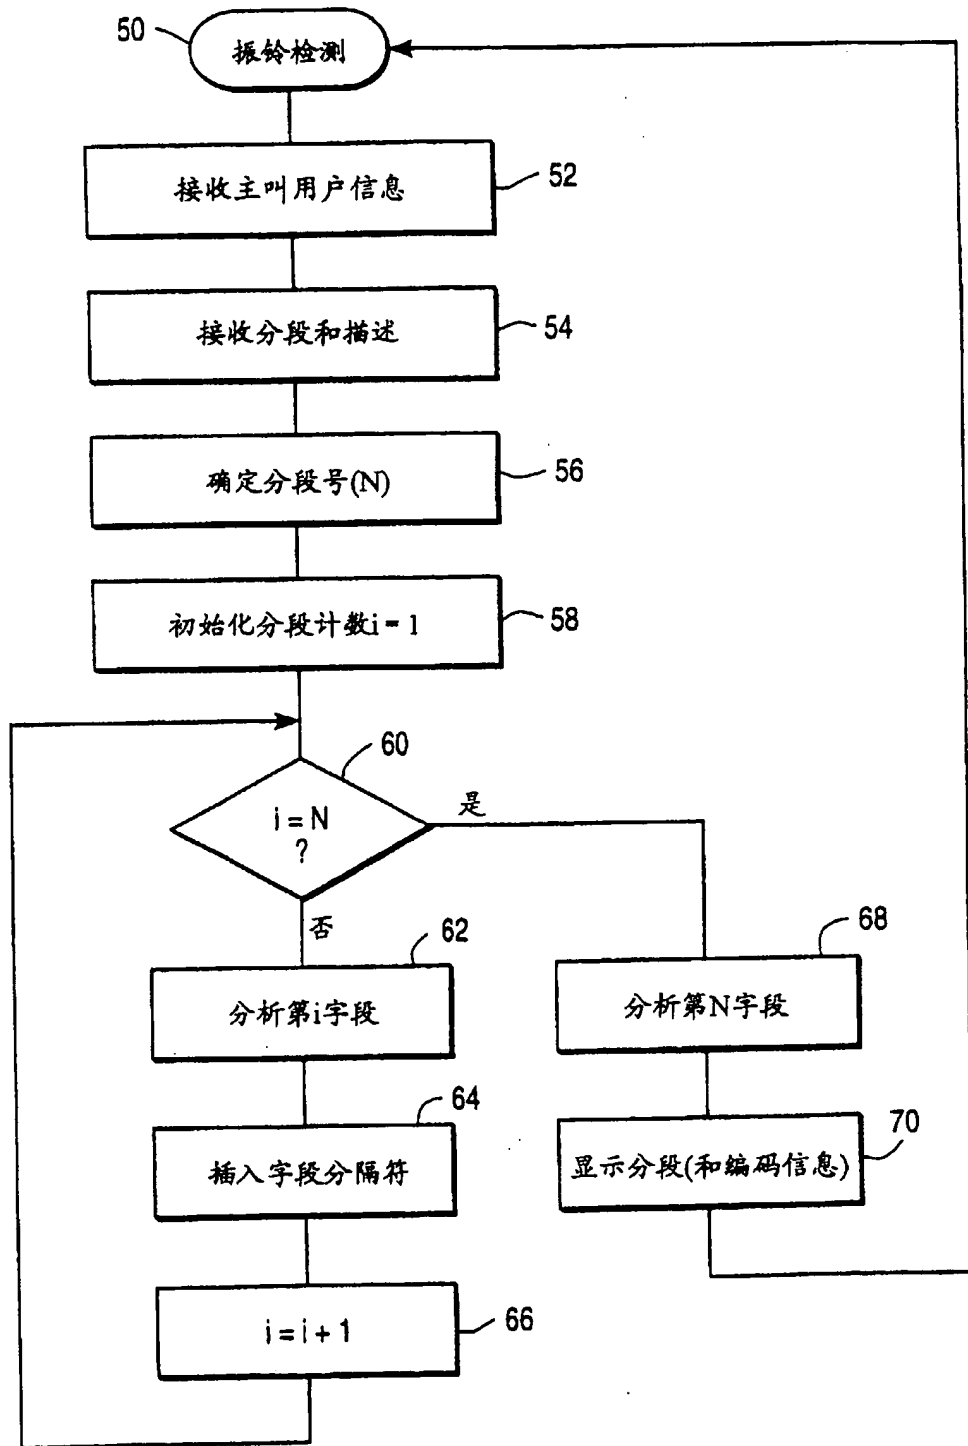 50
振铃检测
接收主叫用户信息
52
接收分段和描述
54
确定分段号(N)
56
初始化分段计数i = 1
58
60
i = N
?
是
否
62
分析第i字段
68
分析第N字段
64
插入字段分隔符
70
显示分段(和编码信息)
i = i + 1
66